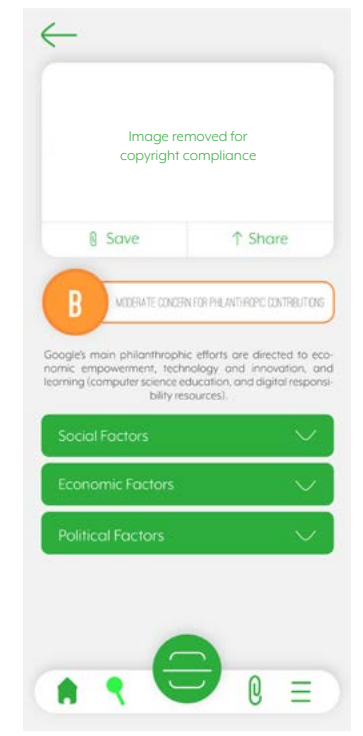 Image removed for
copyright compliance
Save
Share
B
MODERATE CONCERN FOR PHILANTHROPIC CONTRIBUTIONS
Google's main philanthrophic efforts are directed to eco-
nomic empowerment, technology and innovation, and
learning (computer science education, and digital responsi-
bility resources).
Social Factors
Economic Factors
Political Factors